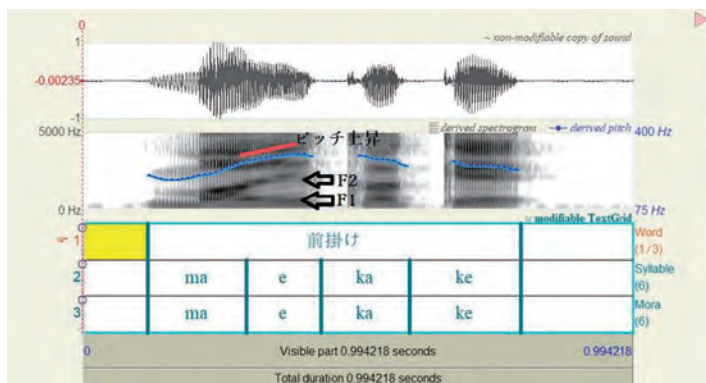 0
1
~ non-modifiable copy of sound
-0.00235
-1
5000 Hz
derived spectrogram
derived pitch
400 Hz
ピッチ上昇
F2
F1
0 Hz
75 Hz
modifiable TextGrid
1
前掛け
Word
(1/3)
2
ma
e
ka
ke
Syllable
(6)
3
ma
e
ka
ke
Mora
(6)
0
Visible part 0.994218 seconds
0.994218
Total duration 0.994218 seconds